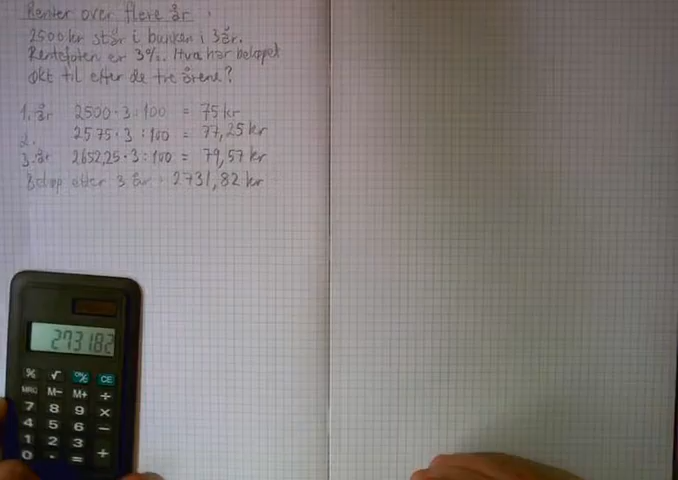 Renter over flere år.
2500 kr står i banken i 3 år.
Rentefoten er 3%. Hva har beløpet
økt til etter de tre årene?
1. år 2500 · 3 : 100 = 75 kr
2. 2575 · 3 : 100 = 77,25 kr
3. år 2652,25 · 3 : 100 = 79,57 kr
Beløp etter 3 år : 2731,82 kr
273182
% √ CE
MRC M− M+ ÷
7 8 9 ×
4 5 6 −
1 2 3
0 . = +